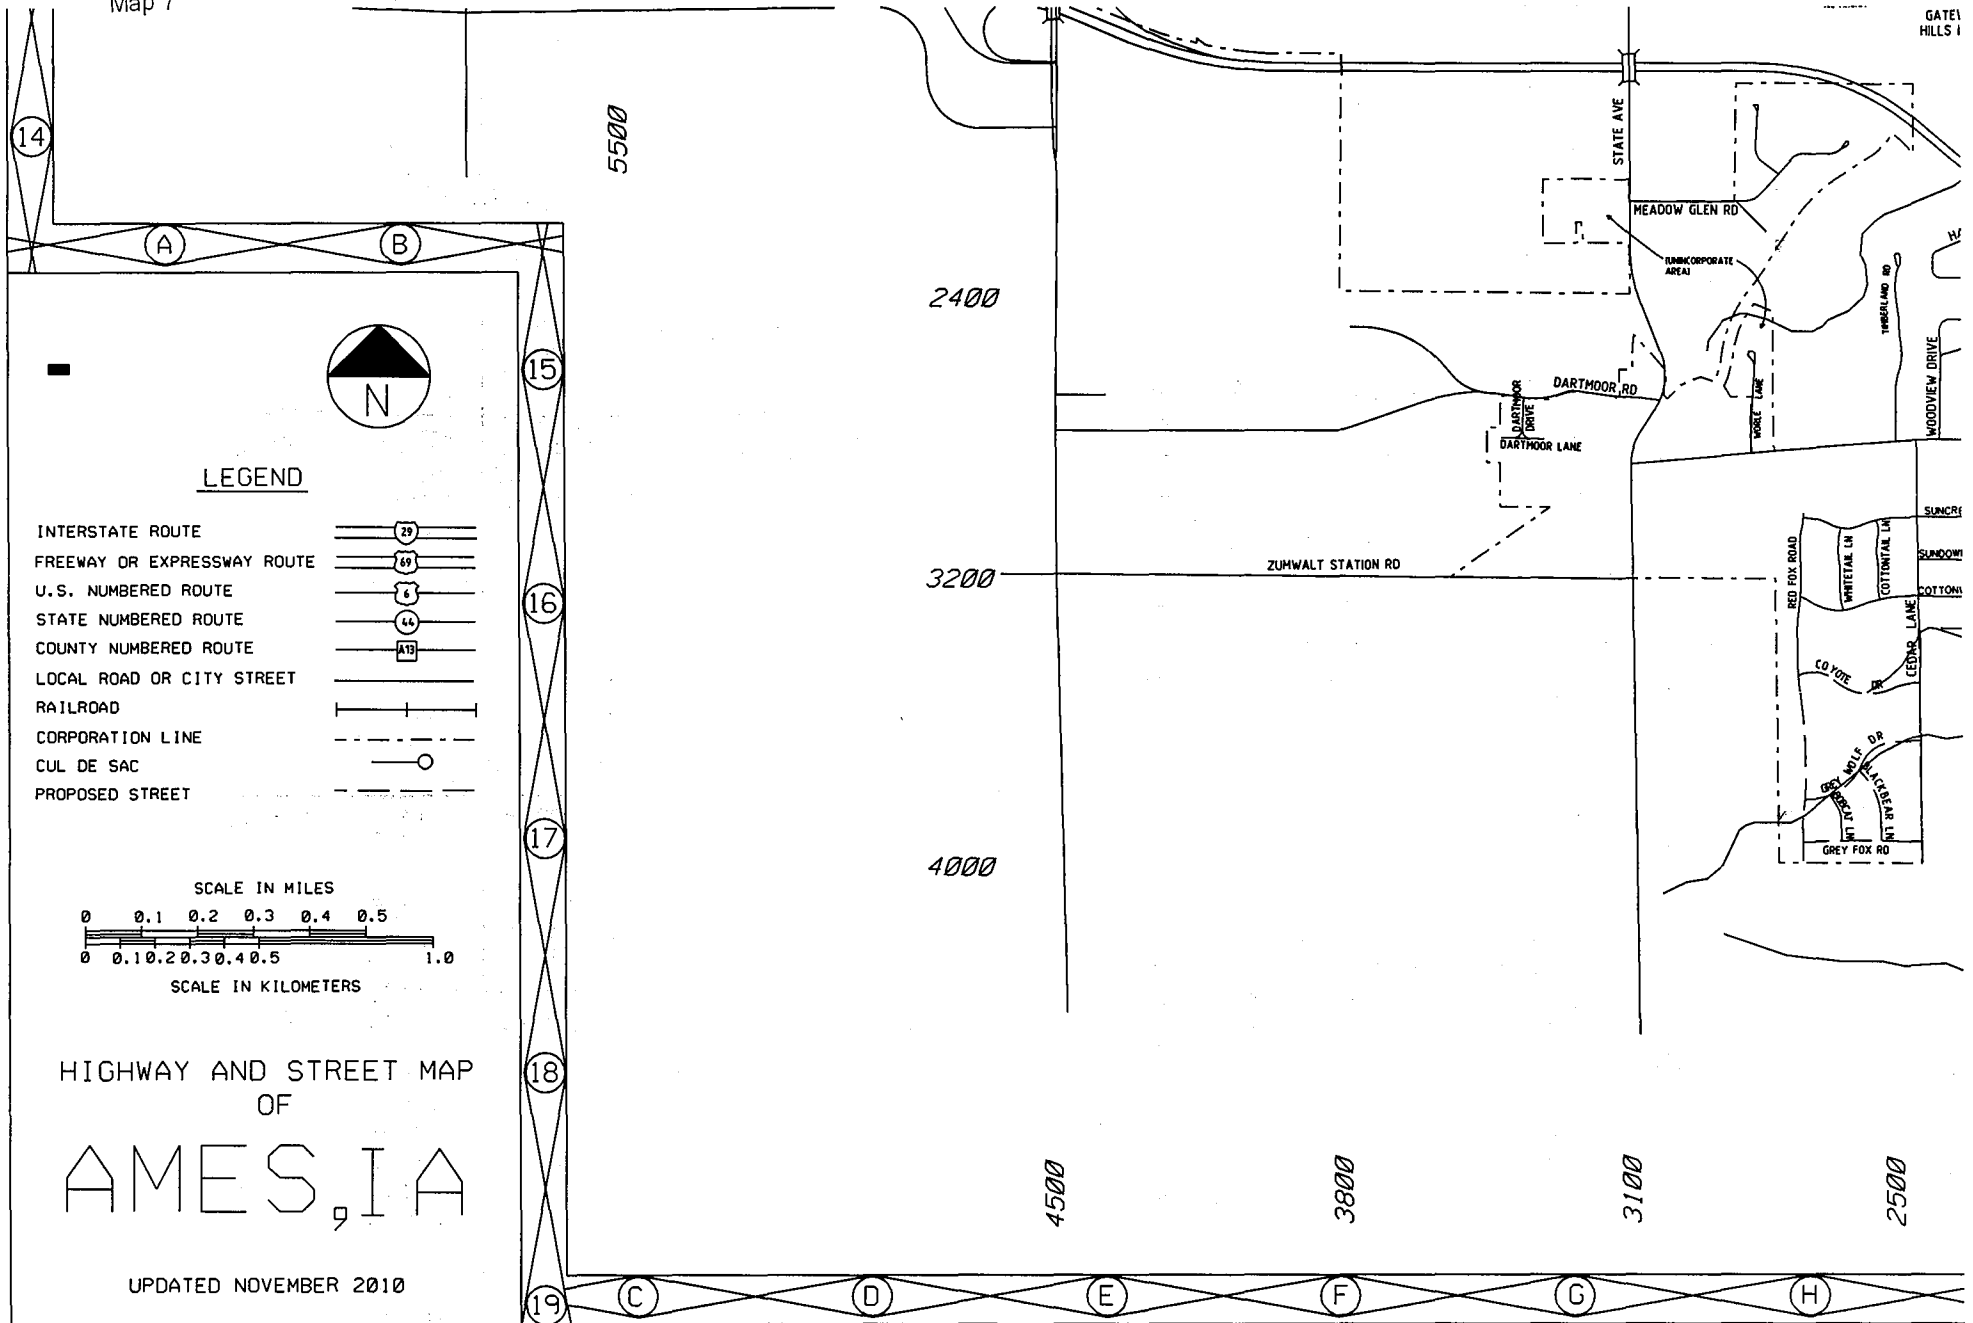 Map 7
14
A
B
15
16
17
18
19
C
D
E
F
G
H
N
LEGEND
INTERSTATE ROUTE
29
FREEWAY OR EXPRESSWAY ROUTE
69
U.S. NUMBERED ROUTE
6
STATE NUMBERED ROUTE
44
COUNTY NUMBERED ROUTE
A13
LOCAL ROAD OR CITY STREET
RAILROAD
CORPORATION LINE
CUL DE SAC
PROPOSED STREET
SCALE IN MILES
0 0.1 0.2 0.3 0.4 0.5
0 0.1 0.2 0.3 0.4 0.5 1.0
SCALE IN KILOMETERS
HIGHWAY AND STREET MAP
OF
AMES, IA
UPDATED NOVEMBER 2010
5500
2400
3200
4000
4500
3800
3100
2500
HILLS
STATE AVE
MEADOW GLEN RD
(UNINCORPORATE
AREA)
TIMBERLAND RD
WOODVIEW DRIVE
DARTMOOR RD
DARTMOOR
DRIVE
DARTMOOR LANE
WORLE LANE
ZUMWALT STATION RD
RED FOX ROAD
WHITETAIL LN
COTTONTAIL LN
SUNCRE
SUNDOWN
COTTONW
CEDAR LANE
COYOTE DR
GREY WOLF DR
BLACKBEAR LN
BOBCAT LN
GREY FOX RD